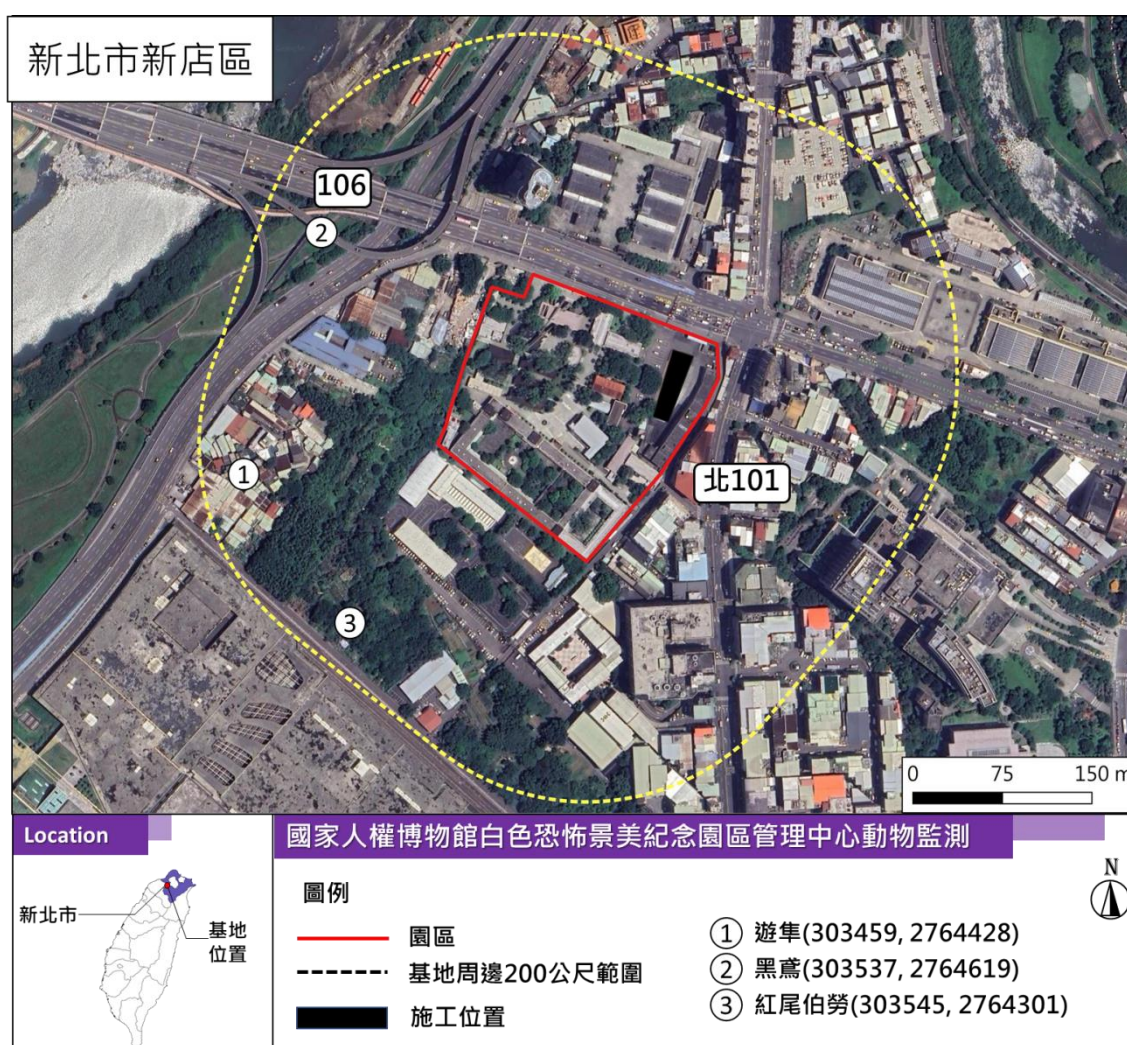 新北市新店區
106
②
①
北101
③
0 75 150 m
Location
新北市
基地
位置
國家人權博物館白色恐怖景美紀念園區管理中心動物監測
圖例
園區
基地周邊200公尺範圍
施工位置
N
① 遊隼(303459, 2764428)
② 黑鳶(303537, 2764619)
③ 紅尾伯勞(303545, 2764301)